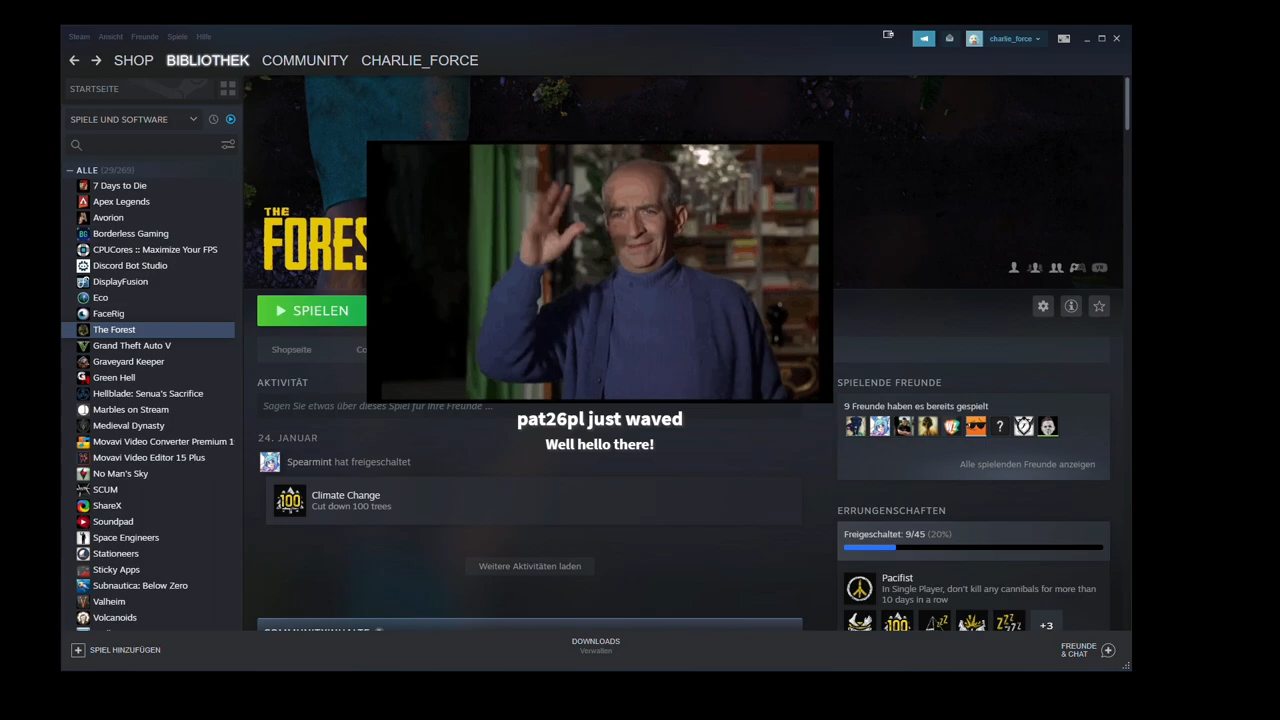 Steam Ansicht Freunde Spiele Hilfe
charlie_force
SHOP BIBLIOTHEK COMMUNITY CHARLIE_FORCE
STARTSEITE
SPIELE UND SOFTWARE
ALLE (29/269)
7 Days to Die
Apex Legends
Avorion
Borderless Gaming
CPUCores :: Maximize Your FPS
Discord Bot Studio
DisplayFusion
Eco
FaceRig
The Forest
Grand Theft Auto V
Graveyard Keeper
Green Hell
Hellblade: Senua's Sacrifice
Marbles on Stream
Medieval Dynasty
Movavi Video Converter Premium 1
Movavi Video Editor 15 Plus
No Man's Sky
SCUM
ShareX
Soundpad
Space Engineers
Stationeers
Sticky Apps
Subnautica: Below Zero
Valheim
Volcanoids
SPIEL HINZUFÜGEN
THE
FORES
SPIELEN
Shopseite Co
AKTIVITÄT
Sagen Sie etwas über dieses Spiel für Ihre Freunde ...
pat26pl just waved
Well hello there!
24. JANUAR
Spearmint hat freigeschaltet
100
Climate Change
Cut down 100 trees
Weitere Aktivitäten laden
COMMUNITYINHALTE
SPIELENDE FREUNDE
9 Freunde haben es bereits gespielt
?
Alle spielenden Freunde anzeigen
ERRUNGENSCHAFTEN
Freigeschaltet: 9/45 (20%)
Pacifist
In Single Player, don't kill any cannibals for more than
10 days in a row
100
+3
DOWNLOADS
Verwalten
FREUNDE
& CHAT